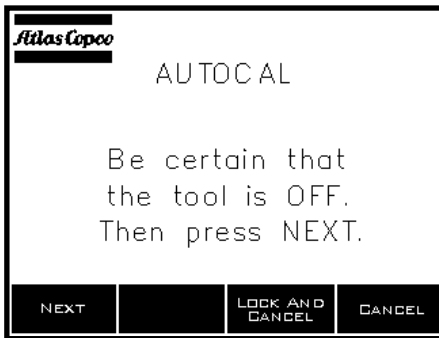 Atlas Copco
AUTOCAL
Be certain that
the tool is OFF.
Then press NEXT.
NEXT
LOCK AND
CANCEL
CANCEL